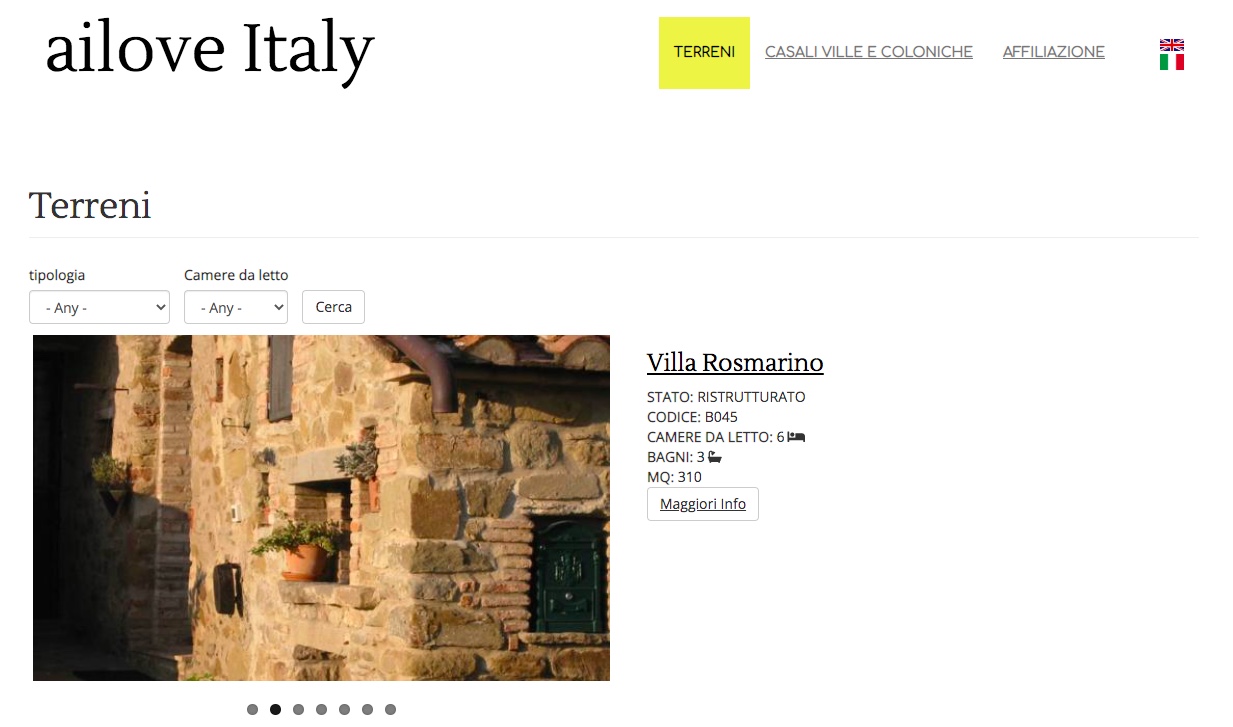 ailove Italy
TERRENI CASALI VILLE E COLONICHE AFFILIAZIONE
Terreni
tipologia Camere da letto
- Any - - Any - Cerca
Villa Rosmarino
STATO: RISTRUTTURATO
CODICE: B045
CAMERE DA LETTO: 6
BAGNI: 3
MQ: 310
Maggiori Info